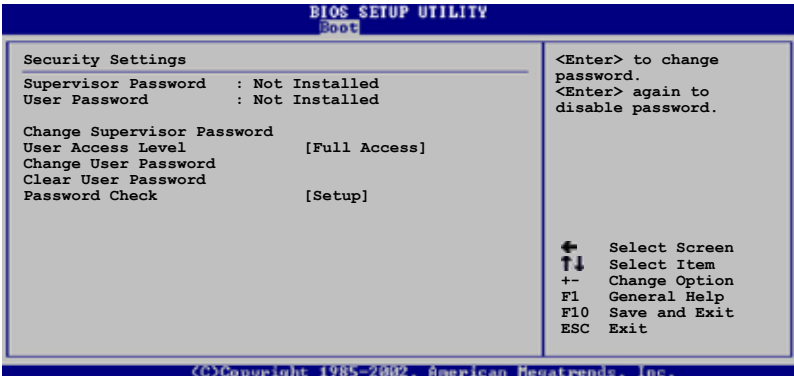 BIOS SETUP UTILITY
Boot
Security Settings
Supervisor Password : Not Installed
User Password : Not Installed
Change Supervisor Password
User Access Level [Full Access]
Change User Password
Clear User Password
Password Check [Setup]
<Enter> to change
password.
<Enter> again to
disable password.
← Select Screen
↑↓ Select Item
+- Change Option
F1 General Help
F10 Save and Exit
ESC Exit
(C)Copyright 1985-2002, American Megatrends, Inc.